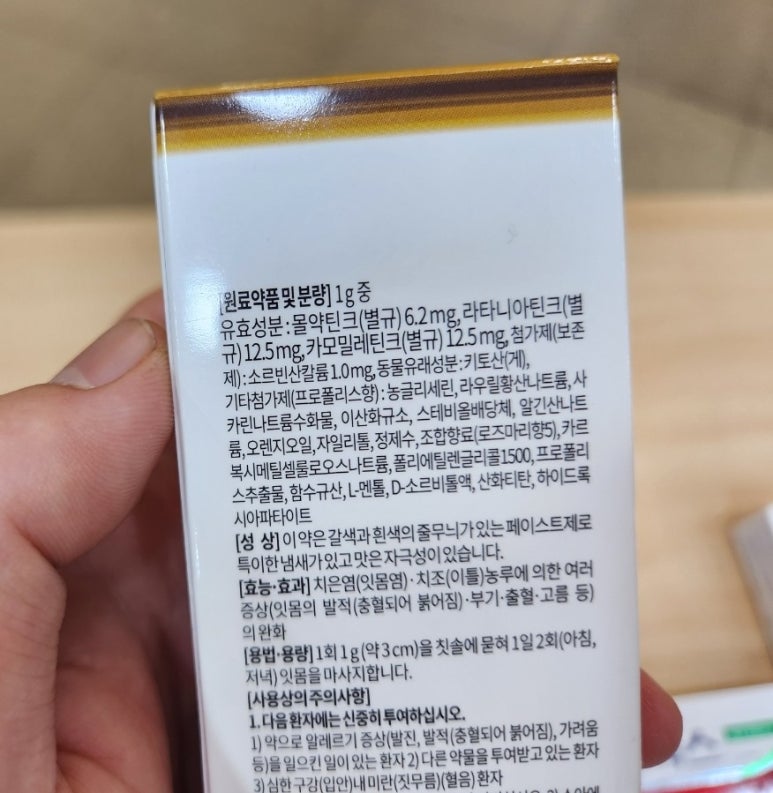 [원료약품 및 분량] 1g 중
유효성분 : 몰약틴크(별규) 6.2mg, 라타니아틴크(별
규) 12.5mg, 카모밀레틴크(별규) 12.5mg, 첨가제(보존
제) : 소르빈산칼륨 1.0mg, 동물유래성분 : 키토산(게),
기타첨가제(프로폴리스향) : 농글리세린, 라우릴황산나트륨, 사
카린나트륨수화물, 이산화규소, 스테비올배당체, 알긴산나트
륨, 오렌지오일, 자일리톨, 정제수, 조합향료(로즈마리향5), 카르
복시메틸셀룰로오스나트륨, 폴리에틸렌글리콜1500, 프로폴리
스추출물, 함수규산, L-멘톨, D-소르비톨액, 산화티탄, 하이드록
시아파타이트
[성 상] 이 약은 갈색과 흰색의 줄무늬가 있는 페이스트제로
특이한 냄새가 있고 맛은 자극성이 있습니다.
[효능·효과] 치은염(잇몸염)·치조(이틀)농루에 의한 여러
증상(잇몸의 발적(충혈되어 붉어짐)·부기·출혈·고름 등)
의 완화
[용법·용량] 1회 1g(약 3cm)을 칫솔에 묻혀 1일 2회(아침,
저녁) 잇몸을 마사지합니다.
[사용상의 주의사항]
1. 다음 환자에는 신중히 투여하십시오.
1) 약으로 알레르기 증상(발진, 발적(충혈되어 붉어짐), 가려움
등)을 일으킨 일이 있는 환자 2) 다른 약물을 투여받고 있는 환자
3) 심한 구강(입안)내 미란(짓무름)(헐음) 환자